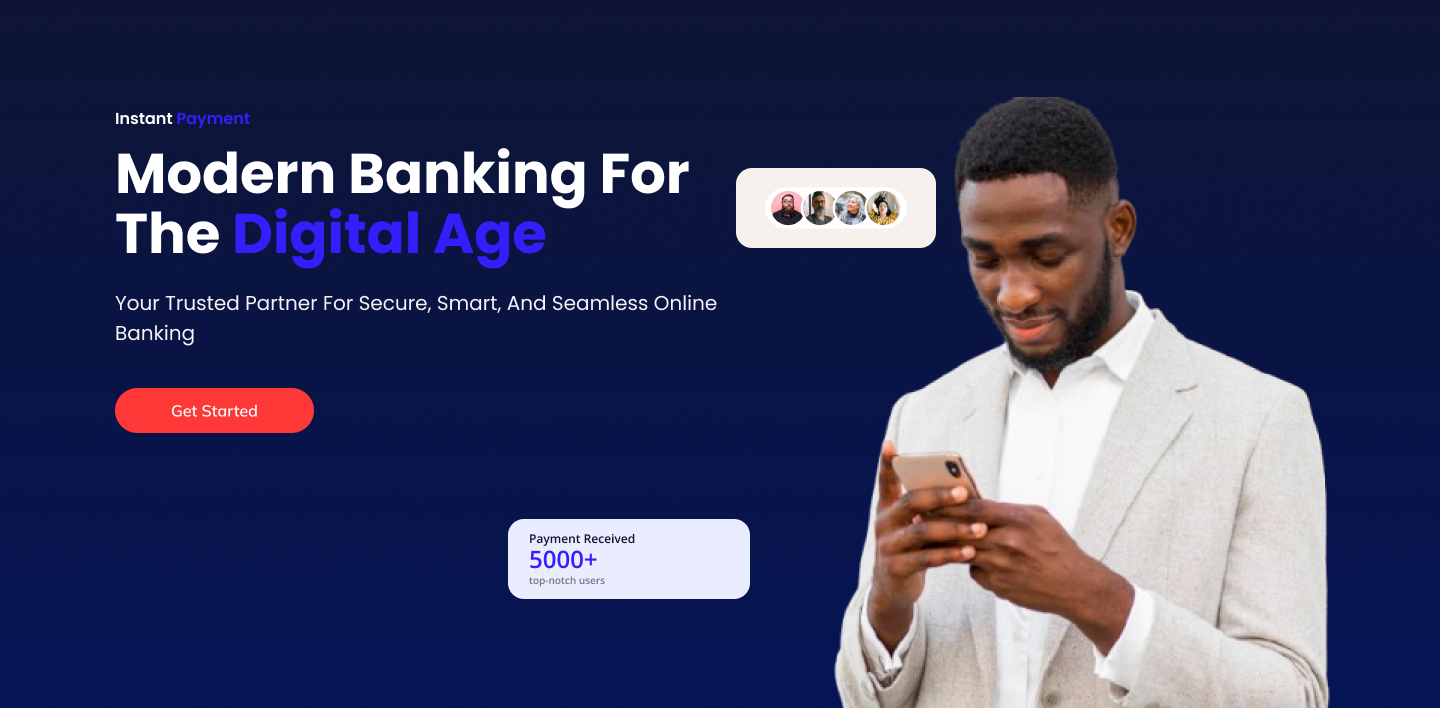 Instant Payment
Modern Banking For
The Digital Age
Your Trusted Partner For Secure, Smart, And Seamless Online
Banking
Get Started
Payment Received
5000+
top-notch users